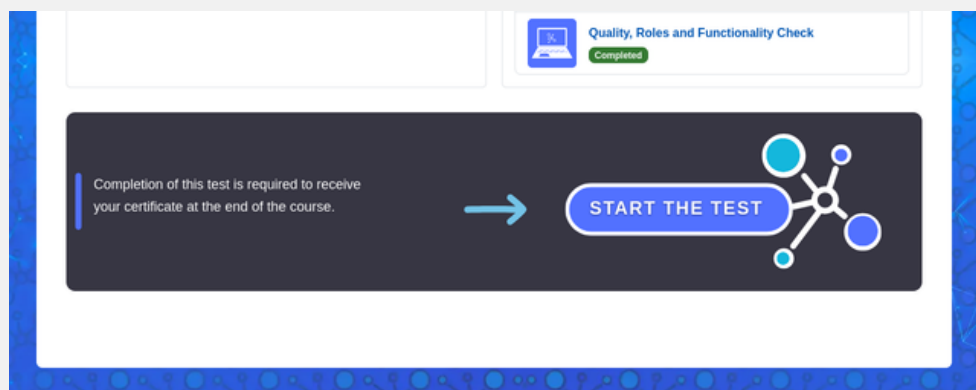 Quality, Roles and Functionality Check
Completed
Completion of this test is required to receive
your certificate at the end of the course.
START THE TEST